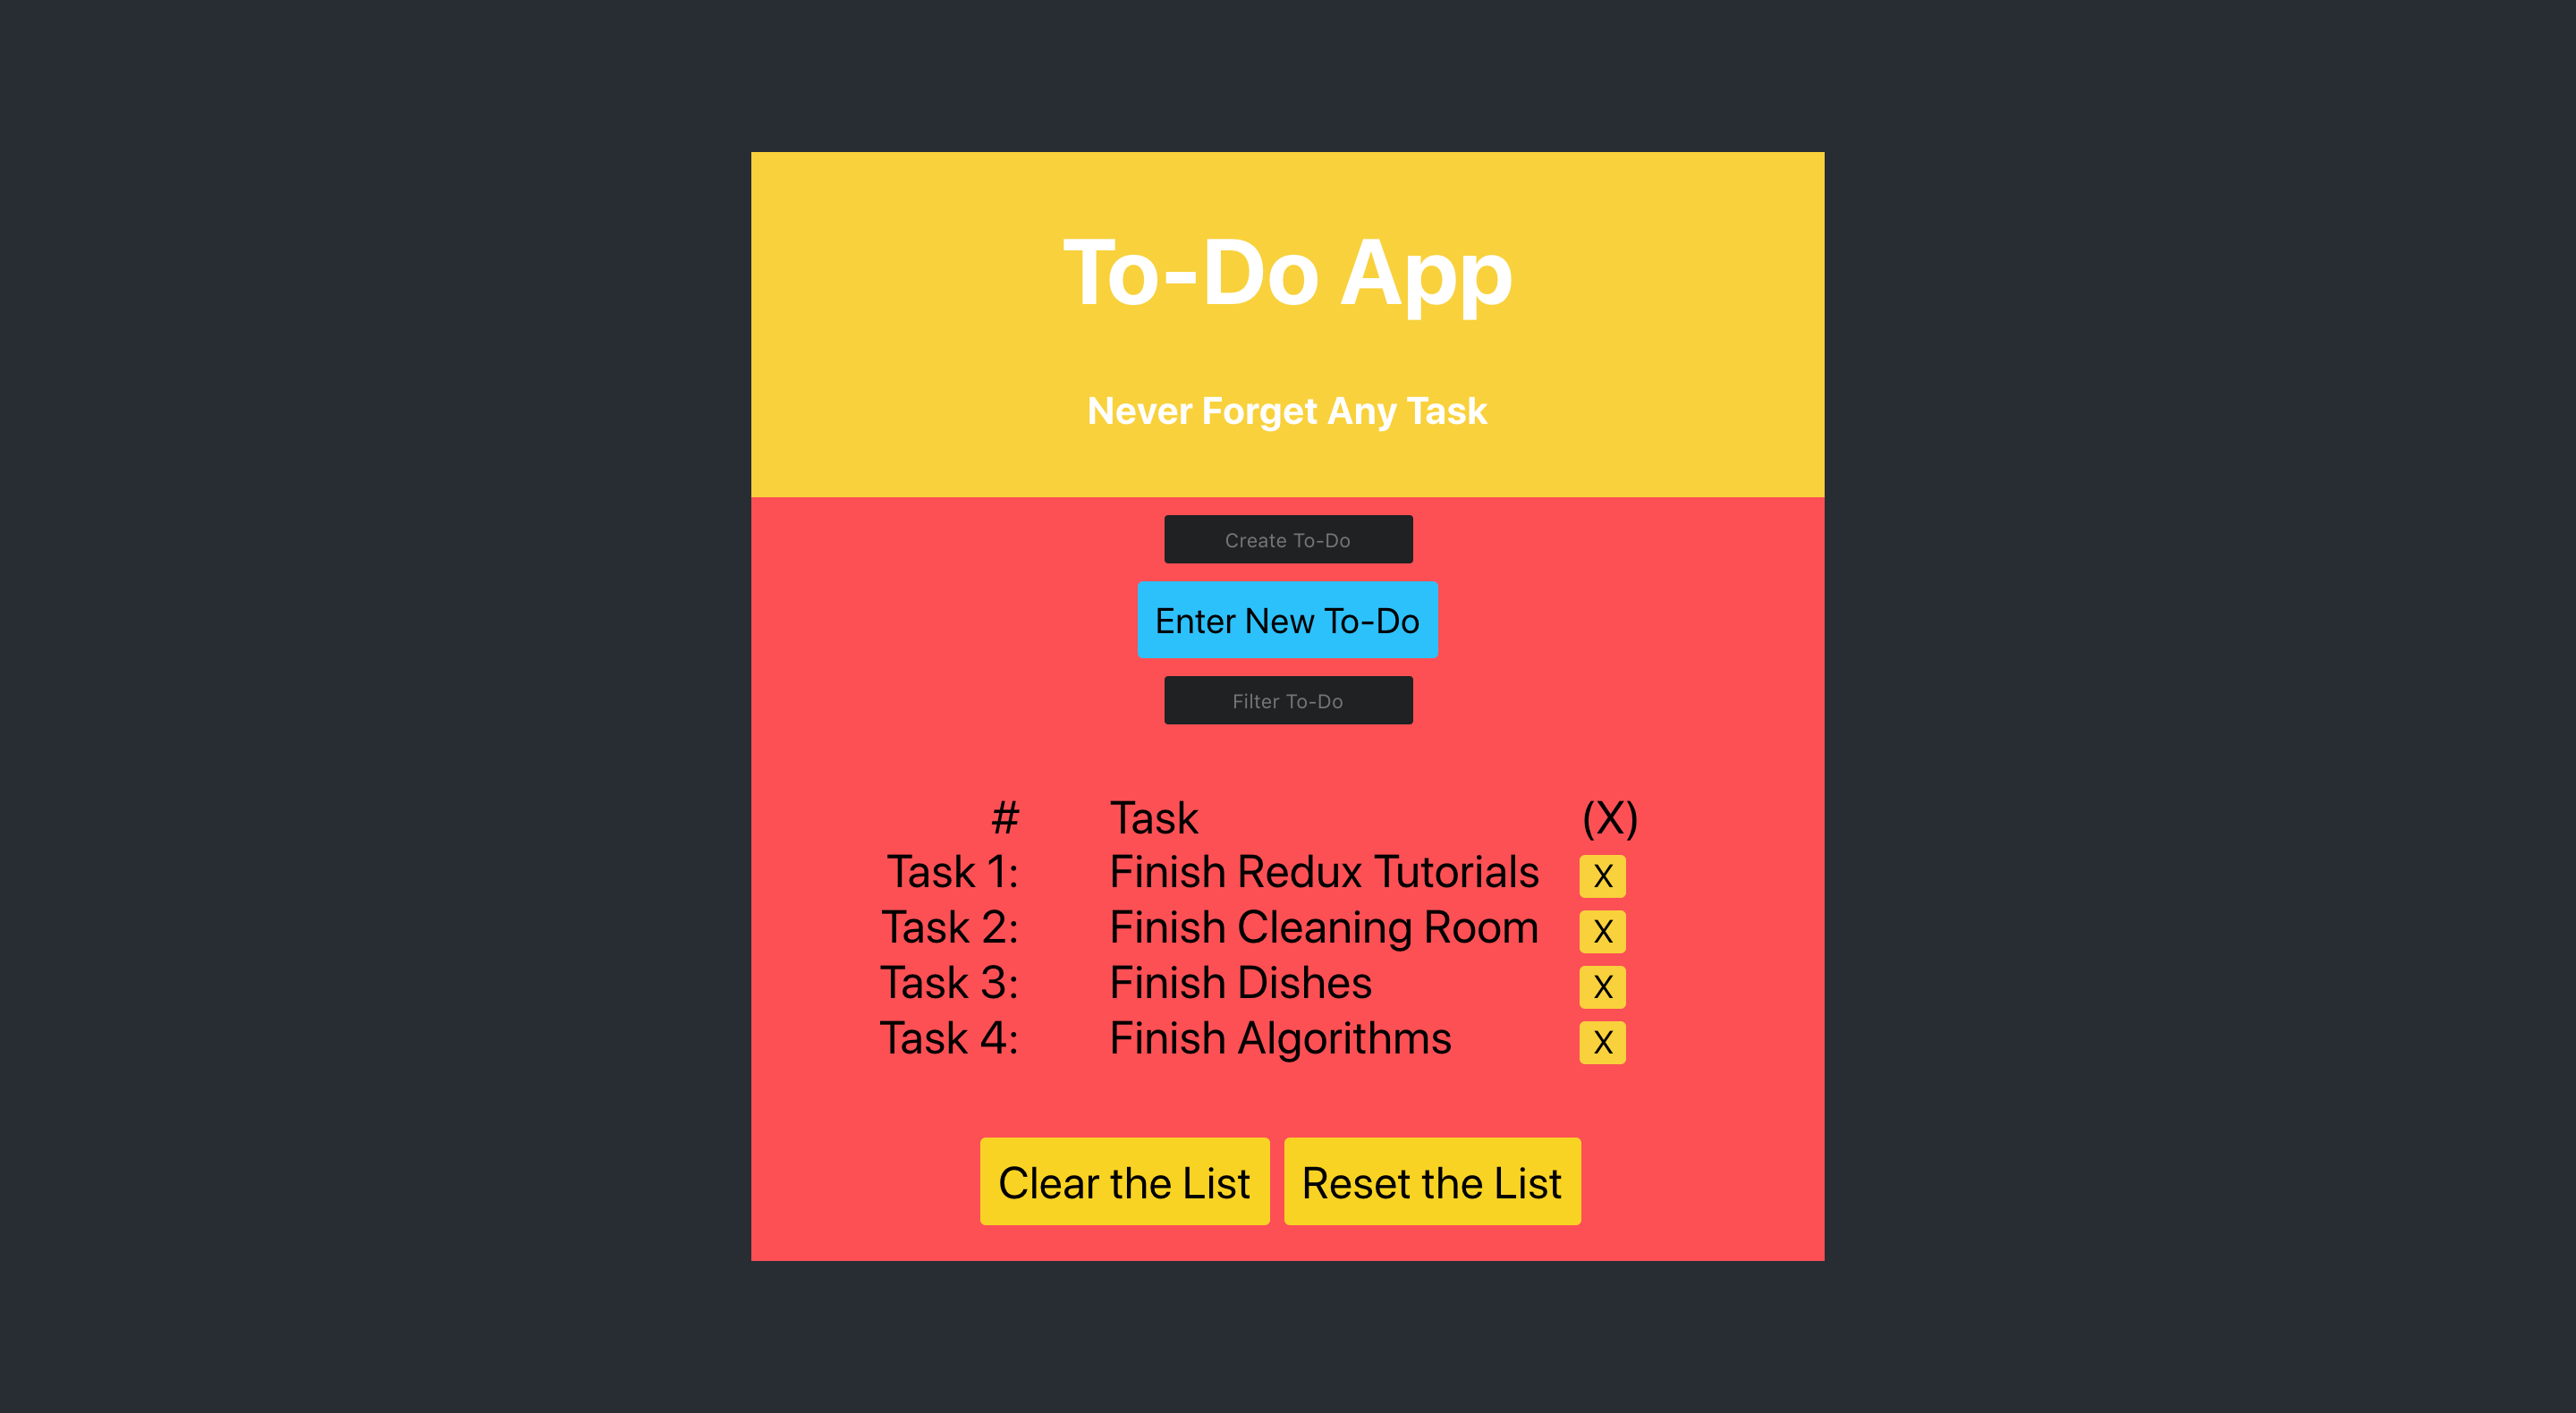 To-Do App
Never Forget Any Task
Create To-Do
Enter New To-Do
Filter To-Do
# Task (X)
Task 1: Finish Redux Tutorials X
Task 2: Finish Cleaning Room X
Task 3: Finish Dishes X
Task 4: Finish Algorithms X
Clear the List Reset the List